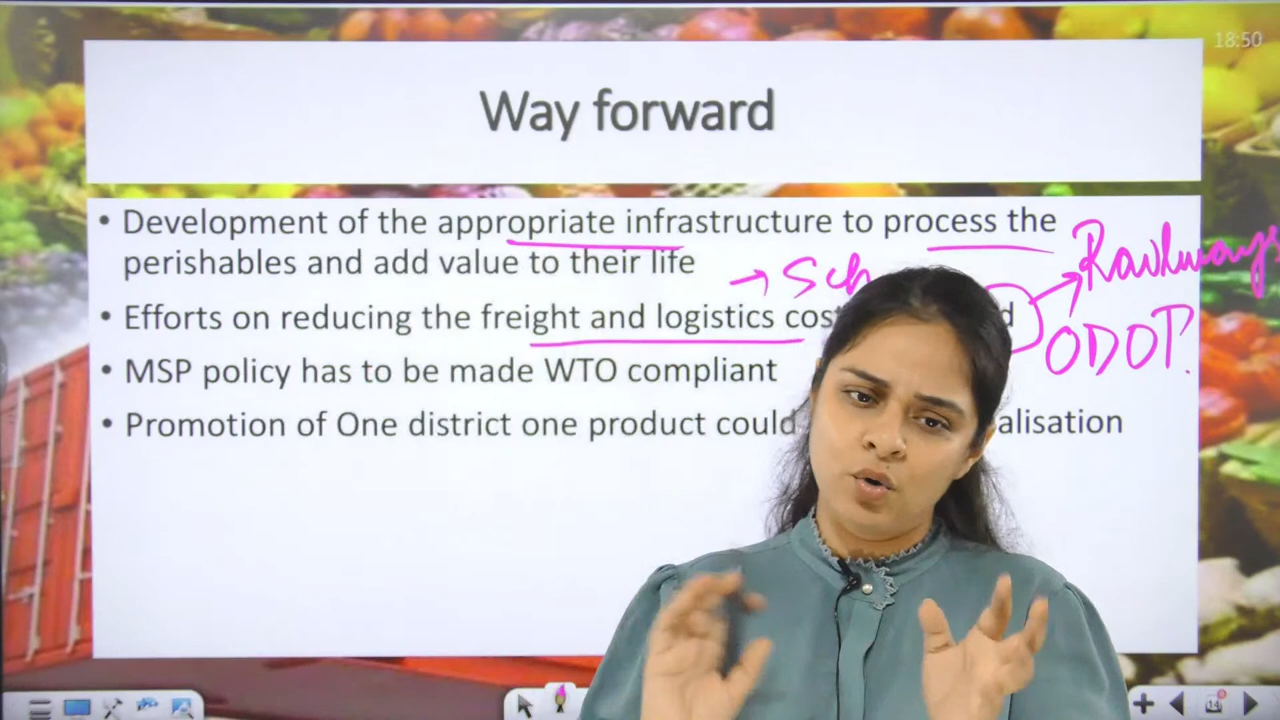 18:50
Way forward
• Development of the appropriate infrastructure to process the
perishables and add value to their life
→ Sch
Railways
• Efforts on reducing the freight and logistics
ODOP
• MSP policy has to be made WTO compliant
• Promotion of One district one product could alisation
14